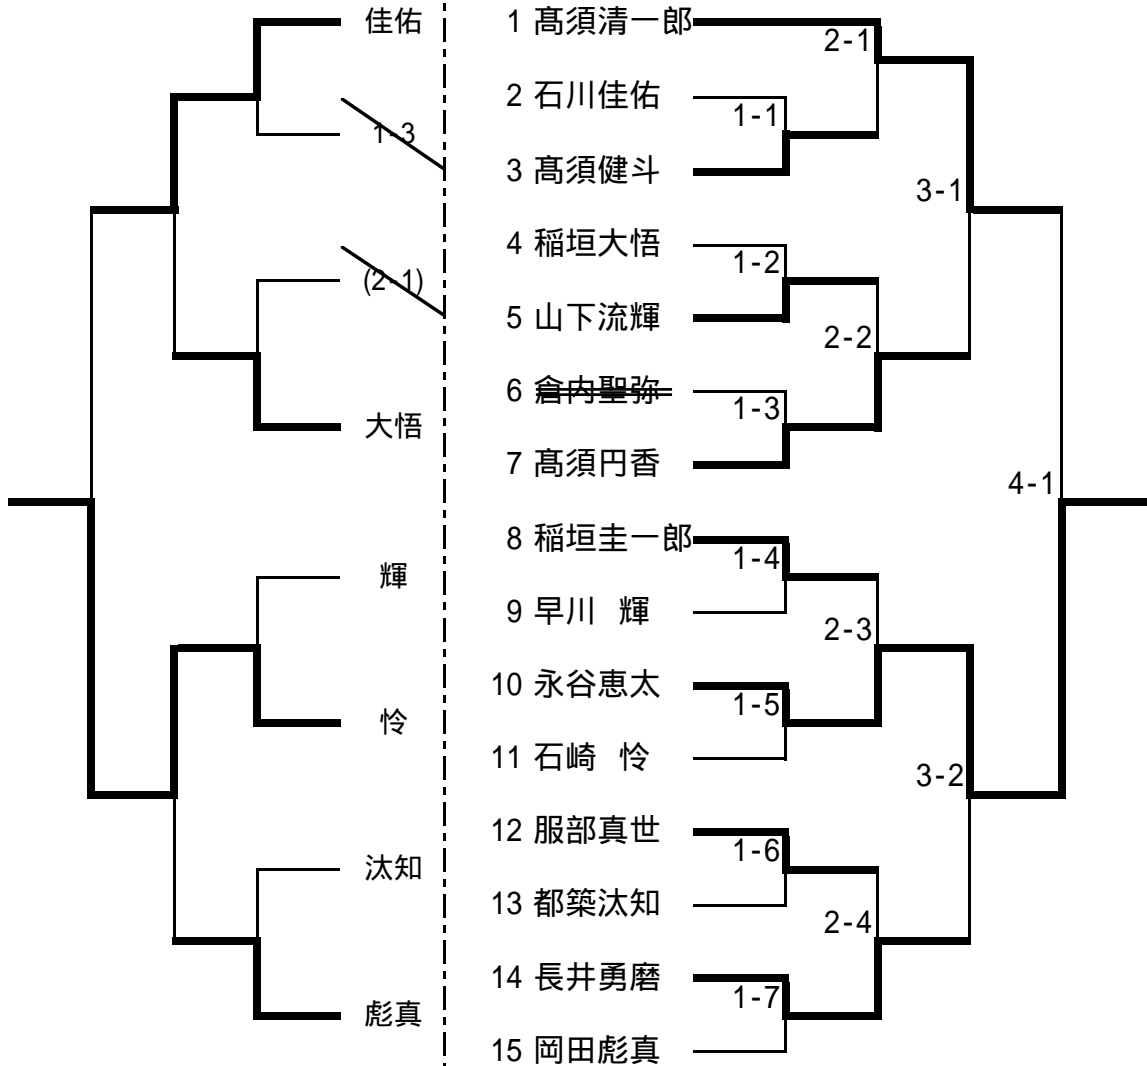 佳佑
1-3
(2-1)
大悟
輝
怜
汰知
彪真
1 髙須清一郎
2 石川佳佑
3 髙須健斗
4 稲垣大悟
5 山下流輝
6 倉内聖弥
7 髙須円香
8 稲垣圭一郎
9 早川 輝
10 永谷恵太
11 石崎 怜
12 服部真世
13 都築汰知
14 長井勇磨
15 岡田彪真
1-1
1-2
1-3
1-4
1-5
1-6
1-7
2-1
2-2
2-3
2-4
3-1
3-2
4-1